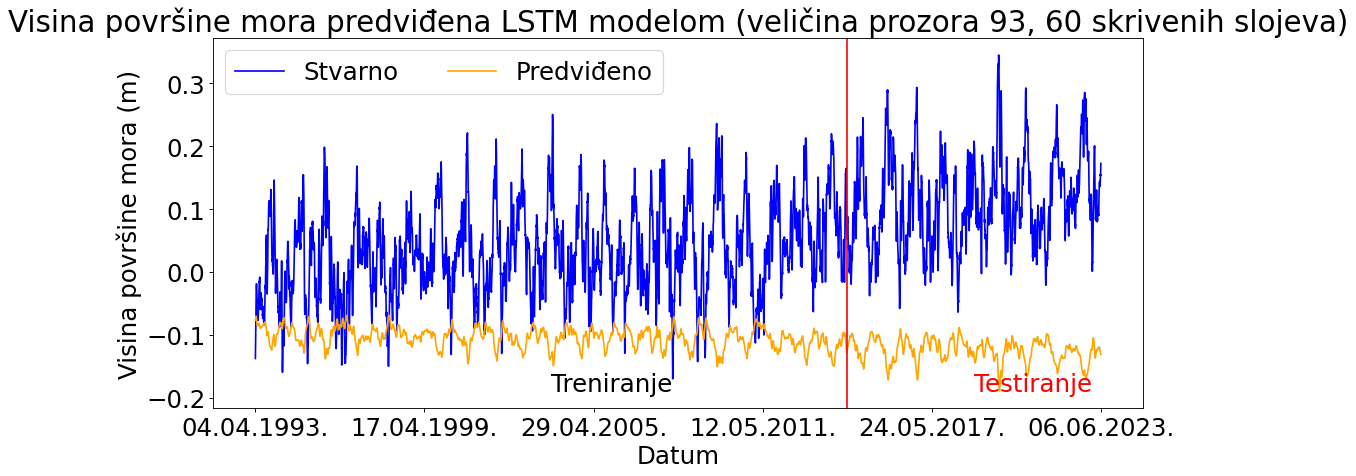 Visina površine mora predviđena LSTM modelom (veličina prozora 93, 60 skrivenih slojeva)
Stvarno Predviđeno
Visina površine mora (m)
0.3
0.2
0.1
0.0
−0.1
−0.2
Treniranje Testiranje
04.04.1993. 17.04.1999. 29.04.2005. 12.05.2011. 24.05.2017. 06.06.2023.
Datum